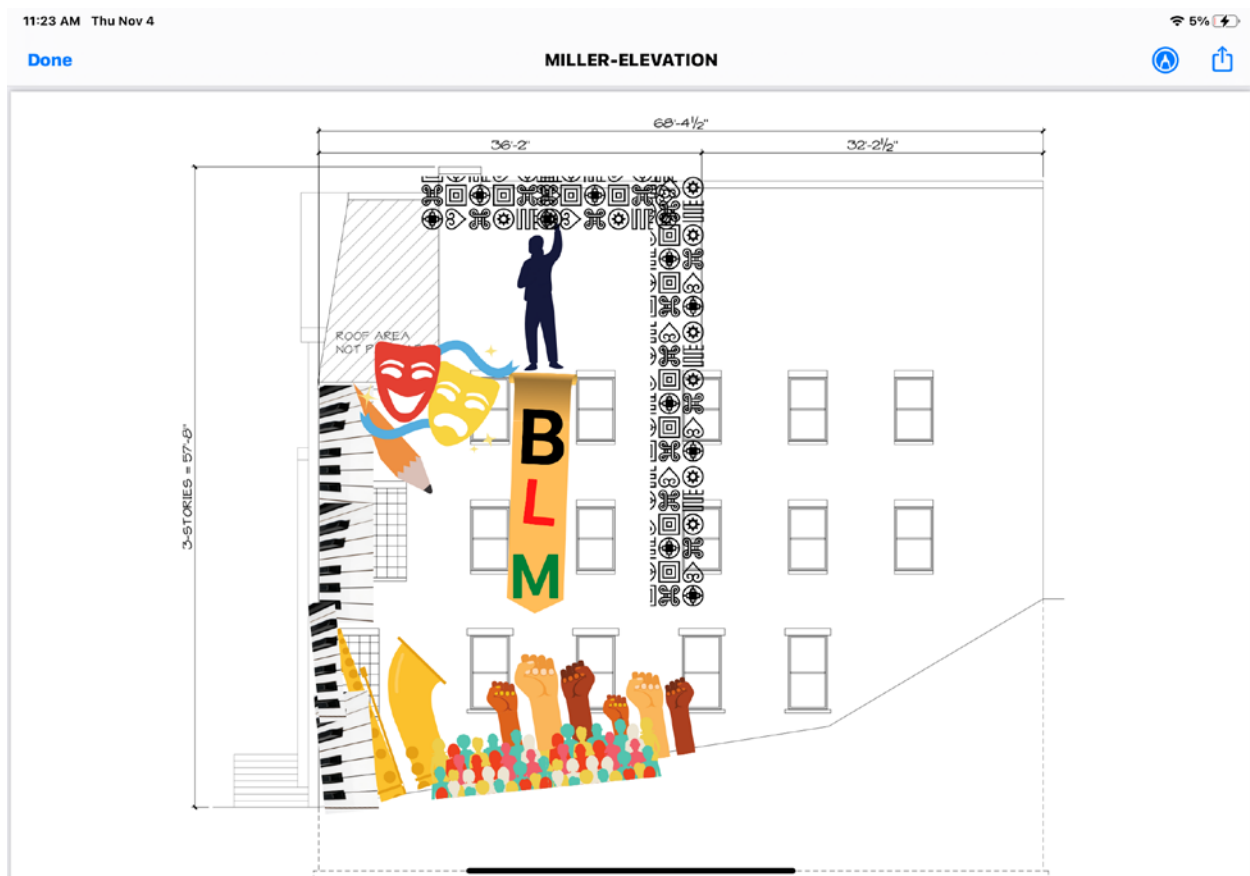 11:23 AM Thu Nov 4
5%
Done
MILLER-ELEVATION
68'-4½"
36'-2"
32'-2½"
ROOF AREA
NOT
3-STORIES = 57'-8"
B
L
M